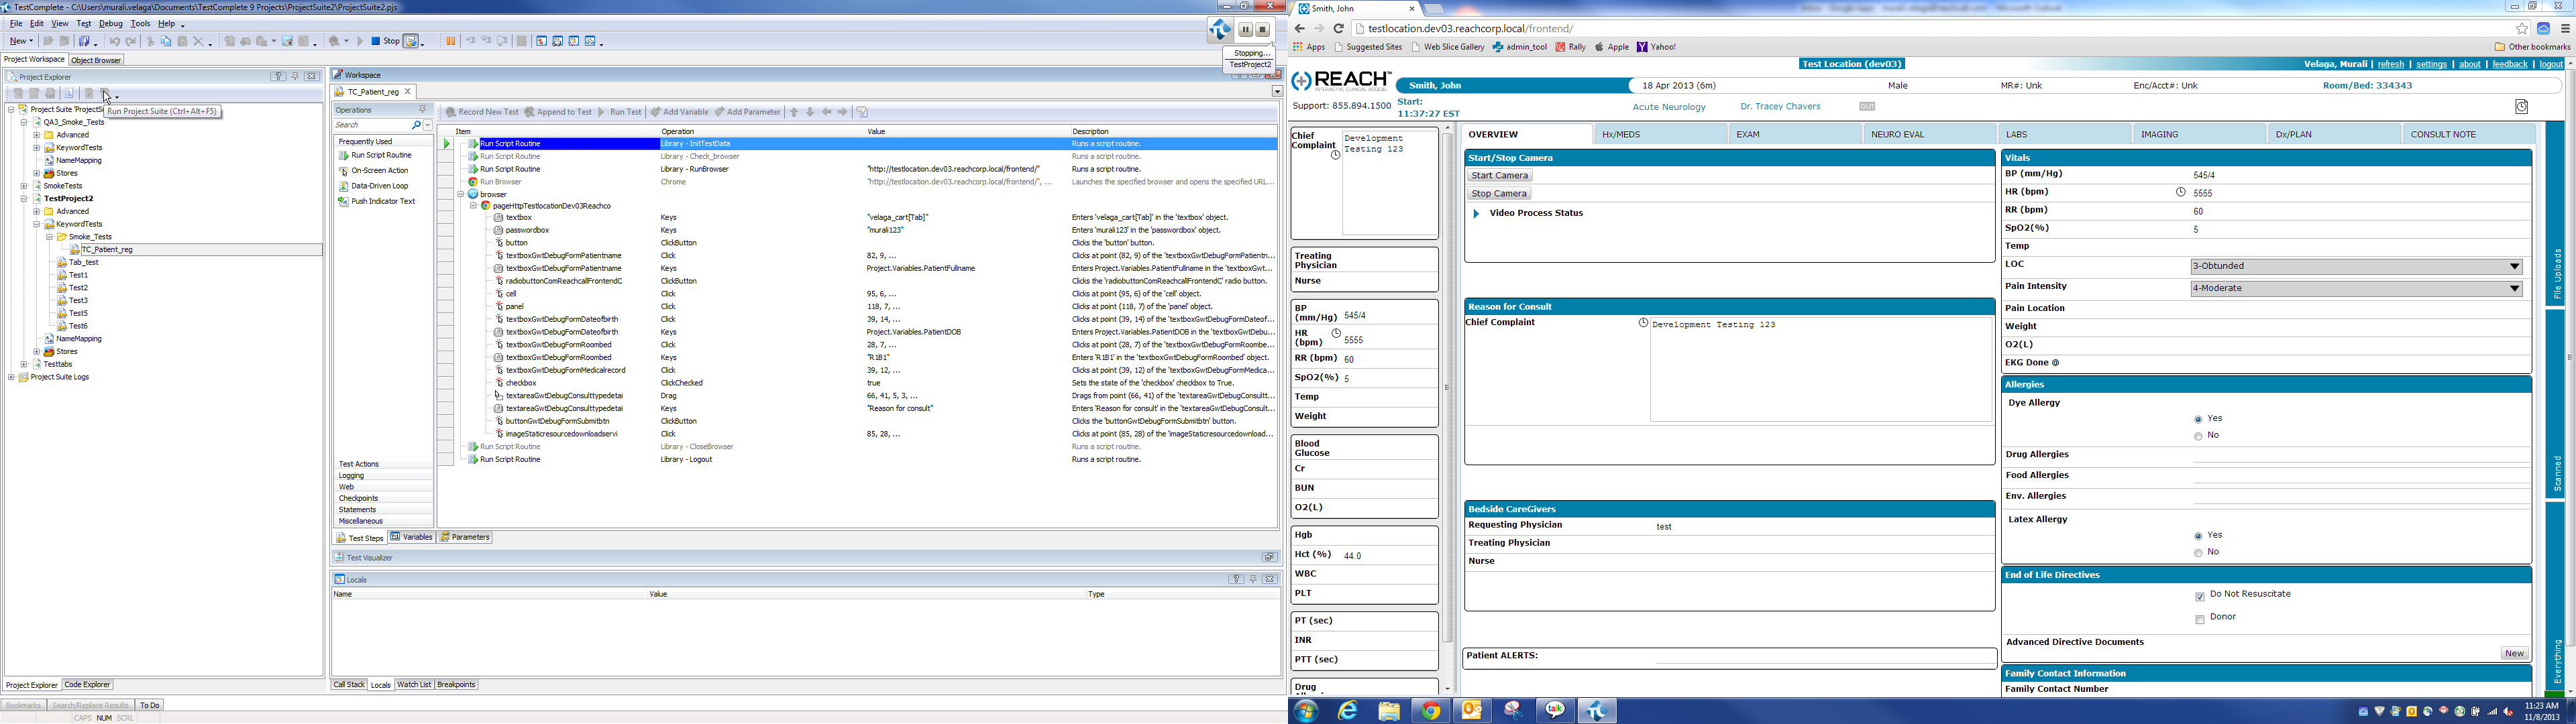 TestComplete - C:\Users\murali.velaga\Documents\TestComplete 9 Projects\ProjectSuite2\ProjectSuite2.pjs
File Edit View Test Debug Tools Help
New
Stop
Stopping...
TestProject2
Project Workspace Object Browser
Project Explorer
Run Project Suite (Ctrl+Alt+F5)
Project Suite 'ProjectS
QA3_Smoke_Tests
Advanced
KeywordTests
NameMapping
Stores
SmokeTests
TestProject2
Advanced
KeywordTests
Smoke_Tests
TC_Patient_reg
Tab_test
Test1
Test2
Test3
Test5
Test6
NameMapping
Stores
Testtabs
Project Suite Logs
Project Explorer Code Explorer
Bookmarks Search/Replace Results To Do
CAPS NUM SCRL
Workspace
TC_Patient_reg
Operations
Search
Frequently Used
Run Script Routine
On-Screen Action
Data-Driven Loop
Push Indicator Text
Test Actions
Logging
Web
Checkpoints
Statements
Miscellaneous
Record New Test Append to Test Run Test Add Variable Add Parameter
Item Operation Value Description
Run Script Routine Library - InitTestData Runs a script routine.
Run Script Routine Library - Check_browser Runs a script routine.
Run Script Routine Library - RunBrowser "http://testlocation.dev03.reachcorp.local/frontend/" Runs a script routine.
Run Browser Chrome "http://testlocation.dev03.reachcorp.local/frontend/", ... Launches the specified browser and opens the specified URL...
browser
pageHttpTestlocationDev03Reachco
textbox Keys "velaga_cart[Tab]" Enters 'velaga_cart[Tab]' in the 'textbox' object.
passwordbox Keys "murali123" Enters 'murali123' in the 'passwordbox' object.
button ClickButton Clicks the 'button' button.
textboxGwtDebugFormPatientname Click 82, 9, ... Clicks at point (82, 9) of the 'textboxGwtDebugFormPatientn...
textboxGwtDebugFormPatientname Keys Project.Variables.PatientFullname Enters Project.Variables.PatientFullname in the 'textboxGwt...
radiobuttonComReachcallFrontendC ClickButton Clicks the 'radiobuttonComReachcallFrontendC' radio button.
cell Click 95, 6, ... Clicks at point (95, 6) of the 'cell' object.
panel Click 118, 7, ... Clicks at point (118, 7) of the 'panel' object.
textboxGwtDebugFormDateofbirth Click 39, 14, ... Clicks at point (39, 14) of the 'textboxGwtDebugFormDateof...
textboxGwtDebugFormDateofbirth Keys Project.Variables.PatientDOB Enters Project.Variables.PatientDOB in the 'textboxGwtDebu...
textboxGwtDebugFormRoombed Click 28, 7, ... Clicks at point (28, 7) of the 'textboxGwtDebugFormRoombe...
textboxGwtDebugFormRoombed Keys "R1B1" Enters 'R1B1' in the 'textboxGwtDebugFormRoombed' object.
textboxGwtDebugFormMedicalrecord Click 39, 12, ... Clicks at point (39, 12) of the 'textboxGwtDebugFormMedica...
checkbox ClickChecked true Sets the state of the 'checkbox' checkbox to True.
textareaGwtDebugConsulttypedetai Drag 66, 41, 5, 3, ... Drags from point (66, 41) of the 'textareaGwtDebugConsultt...
textareaGwtDebugConsulttypedetai Keys "Reason for consult" Enters 'Reason for consult' in the 'textareaGwtDebugConsult...
buttonGwtDebugFormSubmitbtn ClickButton Clicks the 'buttonGwtDebugFormSubmitbtn' button.
imageStaticresourcedownloadservi Click 85, 28, ... Clicks at point (85, 28) of the 'imageStaticresourcedownload...
Run Script Routine Library - CloseBrowser Runs a script routine.
Run Script Routine Library - Logout Runs a script routine.
Test Steps Variables Parameters
Test Visualizer
Locals
Name Value Type
Call Stack Locals Watch List Breakpoints
Smith, John
testlocation.dev03.reachcorp.local/frontend/
Apps Suggested Sites Web Slice Gallery admin_tool Rally Apple Yahoo! Other bookmarks
Test Location (dev03)
Velaga, Murali | refresh | settings | about | feedback | logout
REACH
Support: 855.894.1500
Smith, John 18 Apr 2013 (6m) Male MR#: Unk Enc/Acct#: Unk Room/Bed: 334343
Start:
11:37:27 EST
Acute Neurology Dr. Tracey Chavers OUT
Chief Complaint
Development Testing 123
Treating Physician
Nurse
BP (mm/Hg) 545/4
HR (bpm) 5555
RR (bpm) 60
SpO2(%) 5
Temp
Weight
Blood Glucose
Cr
BUN
O2(L)
Hgb
Hct (%) 44.0
WBC
PLT
PT (sec)
INR
PTT (sec)
Drug
OVERVIEW Hx/MEDS EXAM NEURO EVAL LABS IMAGING Dx/PLAN CONSULT NOTE
Start/Stop Camera
Start Camera
Stop Camera
Video Process Status
Reason for Consult
Chief Complaint Development Testing 123
Bedside CareGivers
Requesting Physician test
Treating Physician
Nurse
Patient ALERTS:
Vitals
BP (mm/Hg) 545/4
HR (bpm) 5555
RR (bpm) 60
SpO2(%) 5
Temp
LOC 3-Obtunded
Pain Intensity 4-Moderate
Pain Location
Weight
O2(L)
EKG Done @
Allergies
Dye Allergy
Yes
No
Drug Allergies
Food Allergies
Env. Allergies
Latex Allergy
Yes
No
End of Life Directives
Do Not Resuscitate
Donor
Advanced Directive Documents
New
Family Contact Information
Family Contact Number
File Uploads
Scanned
Everything
talk
11:23 AM
11/8/2013